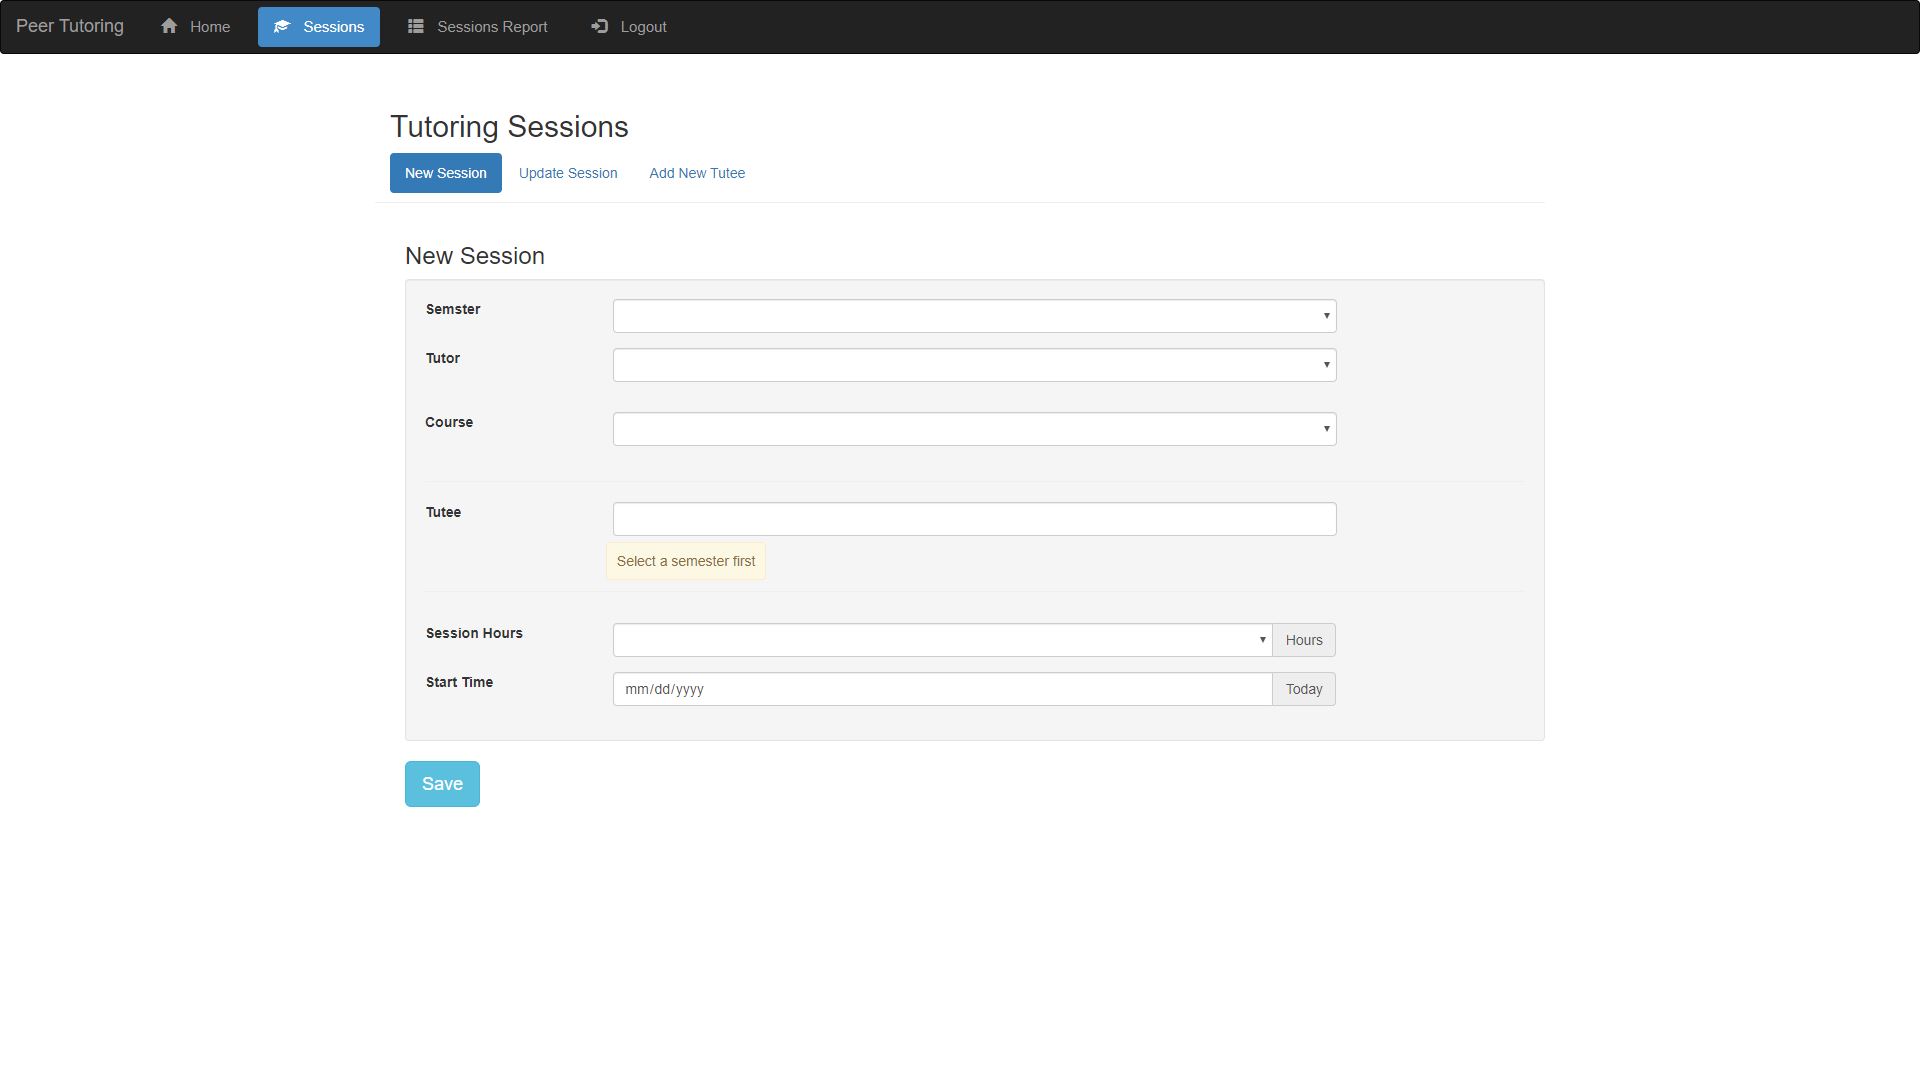 Peer Tutoring Home Sessions Sessions Report Logout
Tutoring Sessions
New Session Update Session Add New Tutee
New Session
Semster
Tutor
Course
Tutee
Select a semester first
Session Hours Hours
Start Time mm/dd/yyyy Today
Save